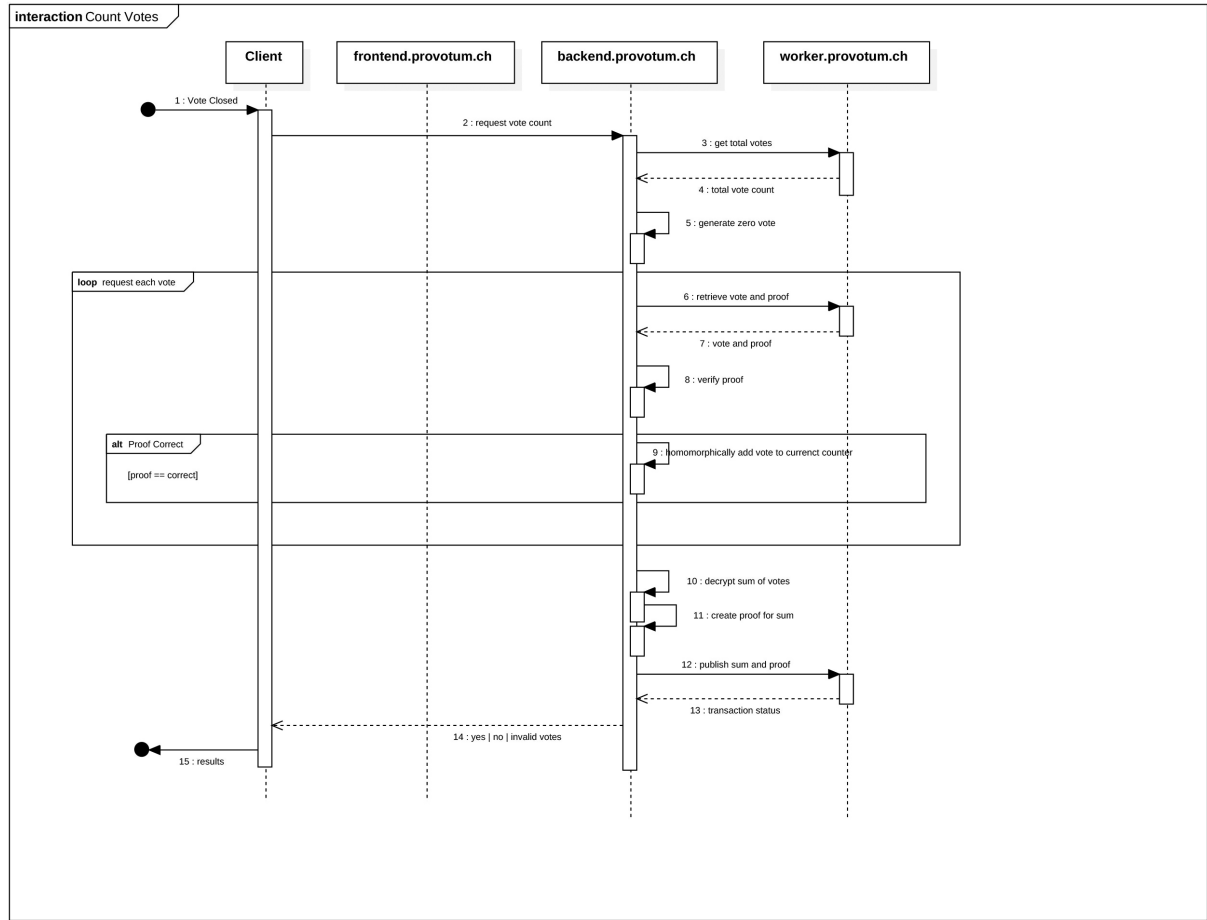 interaction Count Votes
Client
frontend.provotum.ch
backend.provotum.ch
worker.provotum.ch
1 : Vote Closed
2 : request vote count
3 : get total votes
4 : total vote count
5 : generate zero vote
loop request each vote
6 : retrieve vote and proof
7 : vote and proof
8 : verify proof
alt Proof Correct
9 : homomorphically add vote to currenct counter
[proof == correct]
10 : decrypt sum of votes
11 : create proof for sum
12 : publish sum and proof
13 : transaction status
14 : yes | no | invalid votes
15 : results